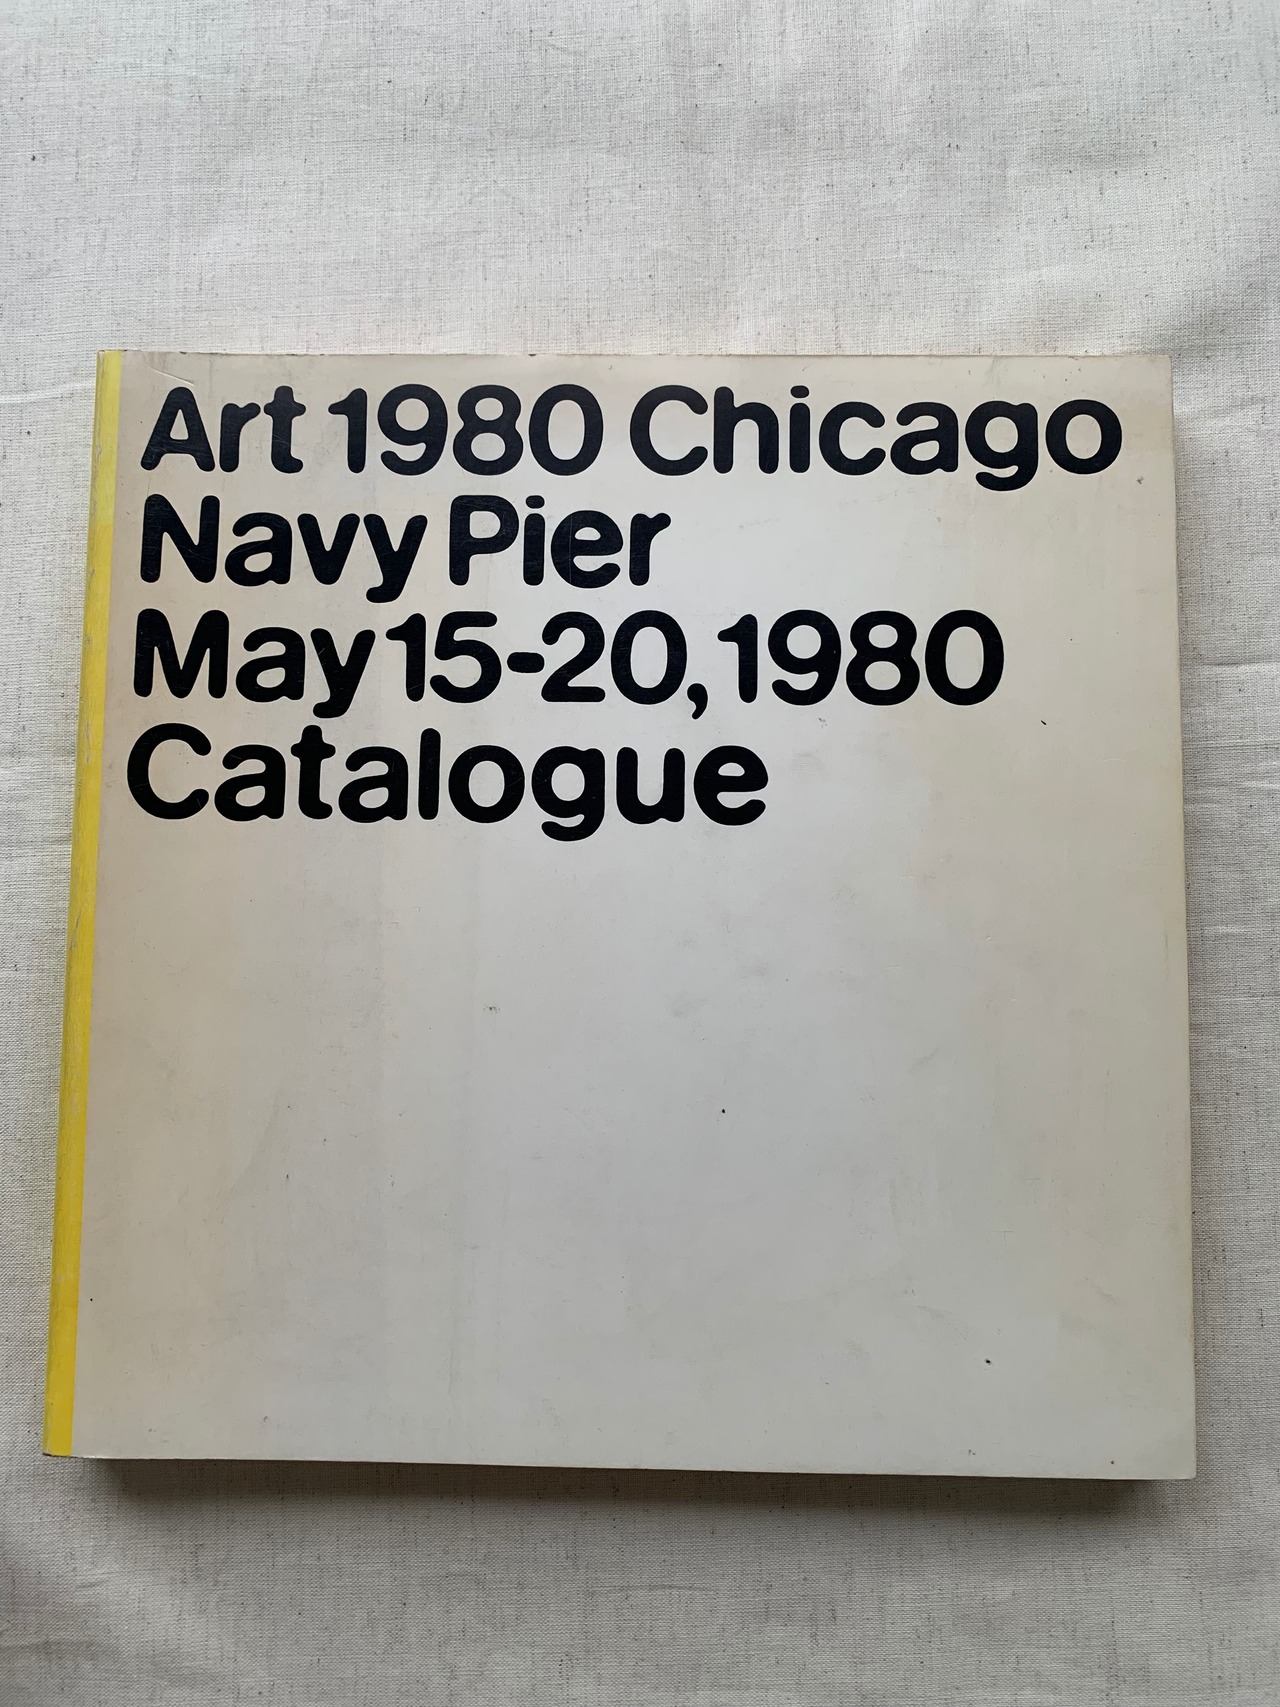 Art 1980 Chicago
Navy Pier
May 15-20, 1980
Catalogue